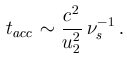 t_{acc} \sim \frac{c^2}{u_2^2} \nu_s^{-1} .